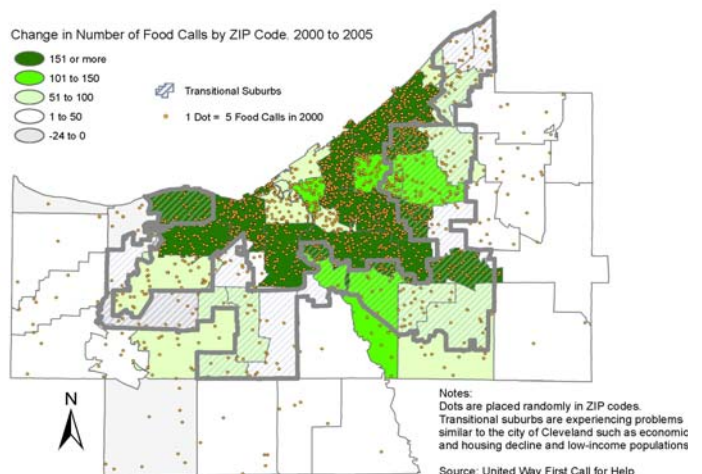 Change in Number of Food Calls by ZIP Code. 2000 to 2005
151 or more
101 to 150
51 to 100
1 to 50
-24 to 0
Transitional Suburbs
1 Dot = 5 Food Calls in 2000
N
Notes:
Dots are placed randomly in ZIP codes.
Transitional suburbs are experiencing problems
similar to the city of Cleveland such as economic
and housing decline and low-income populations
Source: United Way First Call for Help